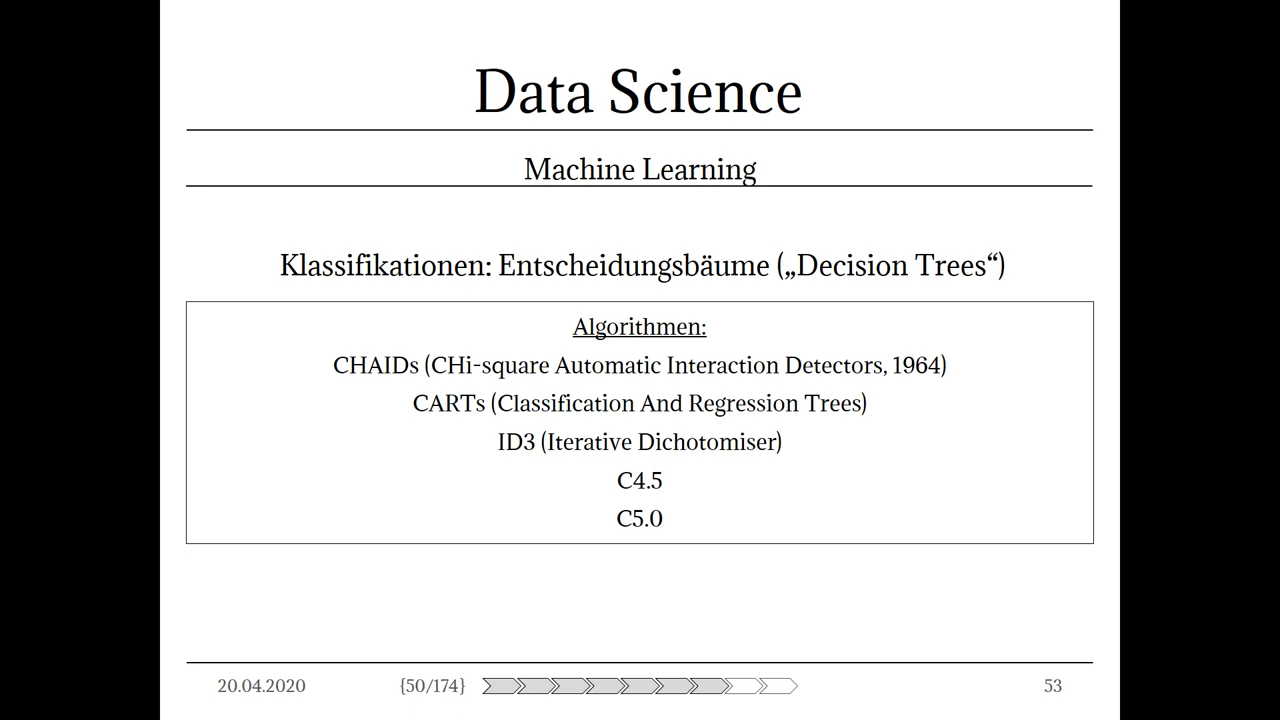 Data Science
Machine Learning
Klassifikationen: Entscheidungsbäume („Decision Trees“)
Algorithmen:
CHAIDs (CHi-square Automatic Interaction Detectors, 1964)
CARTs (Classification And Regression Trees)
ID3 (Iterative Dichotomiser)
C4.5
C5.0
20.04.2020 {50/174} 53